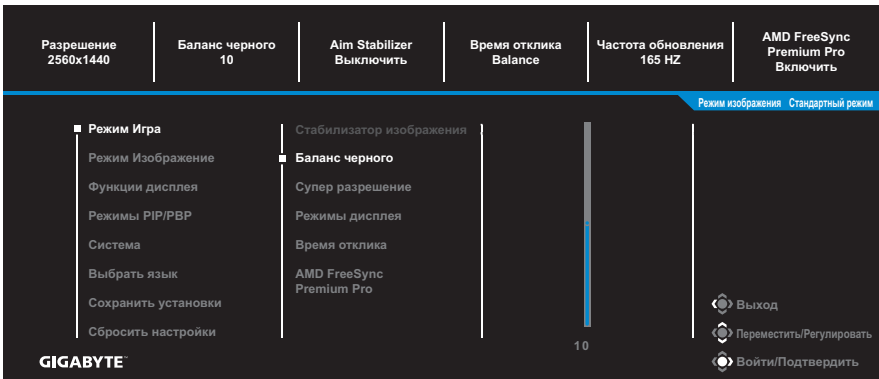 Разрешение
2560x1440
Баланс черного
10
Aim Stabilizer
Выключить
Время отклика
Balance
Частота обновления
165 HZ
AMD FreeSync
Premium Pro
Включить
Режим изображения Стандартный режим
Режим Игра
Режим Изображение
Функции дисплея
Режимы PIP/PBP
Система
Выбрать язык
Сохранить установки
Сбросить настройки
Стабилизатор изображения
Баланс черного
Супер разрешение
Режимы дисплея
Время отклика
AMD FreeSync
Premium Pro
10
Выход
Переместить/Регулировать
Войти/Подтвердить
GIGABYTE™